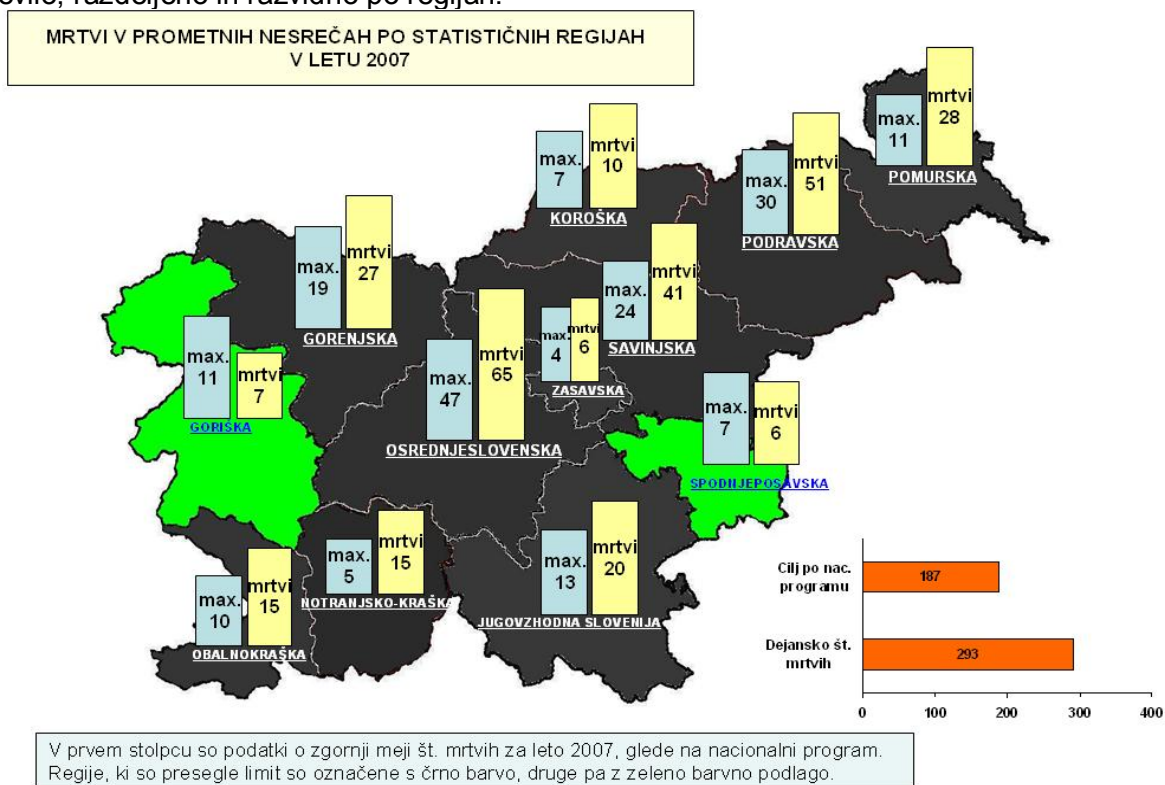 razdeljeno in razvidno po regijah.
MRTVI V PROMETNIH NESREČAH PO STATISTIČNIH REGIJAH
V LETU 2007
max.
11
mrtvi
28
POMURSKA
max.
7
mrtvi
10
KOROŠKA
max.
30
mrtvi
51
PODRAVSKA
max.
19
mrtvi
27
GORENJSKA
max.
24
mrtvi
41
SAVINJSKA
max.
4
mrtvi
6
ZASAVSKA
max.
11
mrtvi
7
GORIŠKA
max.
47
mrtvi
65
OSREDNJESLOVENSKA
max.
7
mrtvi
6
SPODNJEPOSAVSKA
max.
5
mrtvi
15
NOTRANJSKO-KRAŠKA
max.
13
mrtvi
20
JUGOVZHODNA SLOVENIJA
max.
10
mrtvi
15
OBALNOKRAŠKA
Cilj po nac.
programu
187
Dejansko št.
mrtvih
293
0 100 200 300 400
V prvem stolpcu so podatki o zgornji meji št. mrtvih za leto 2007, glede na nacionalni program.
Regije, ki so presegle limit so označene s črno barvo, druge pa z zeleno barvno podlago.